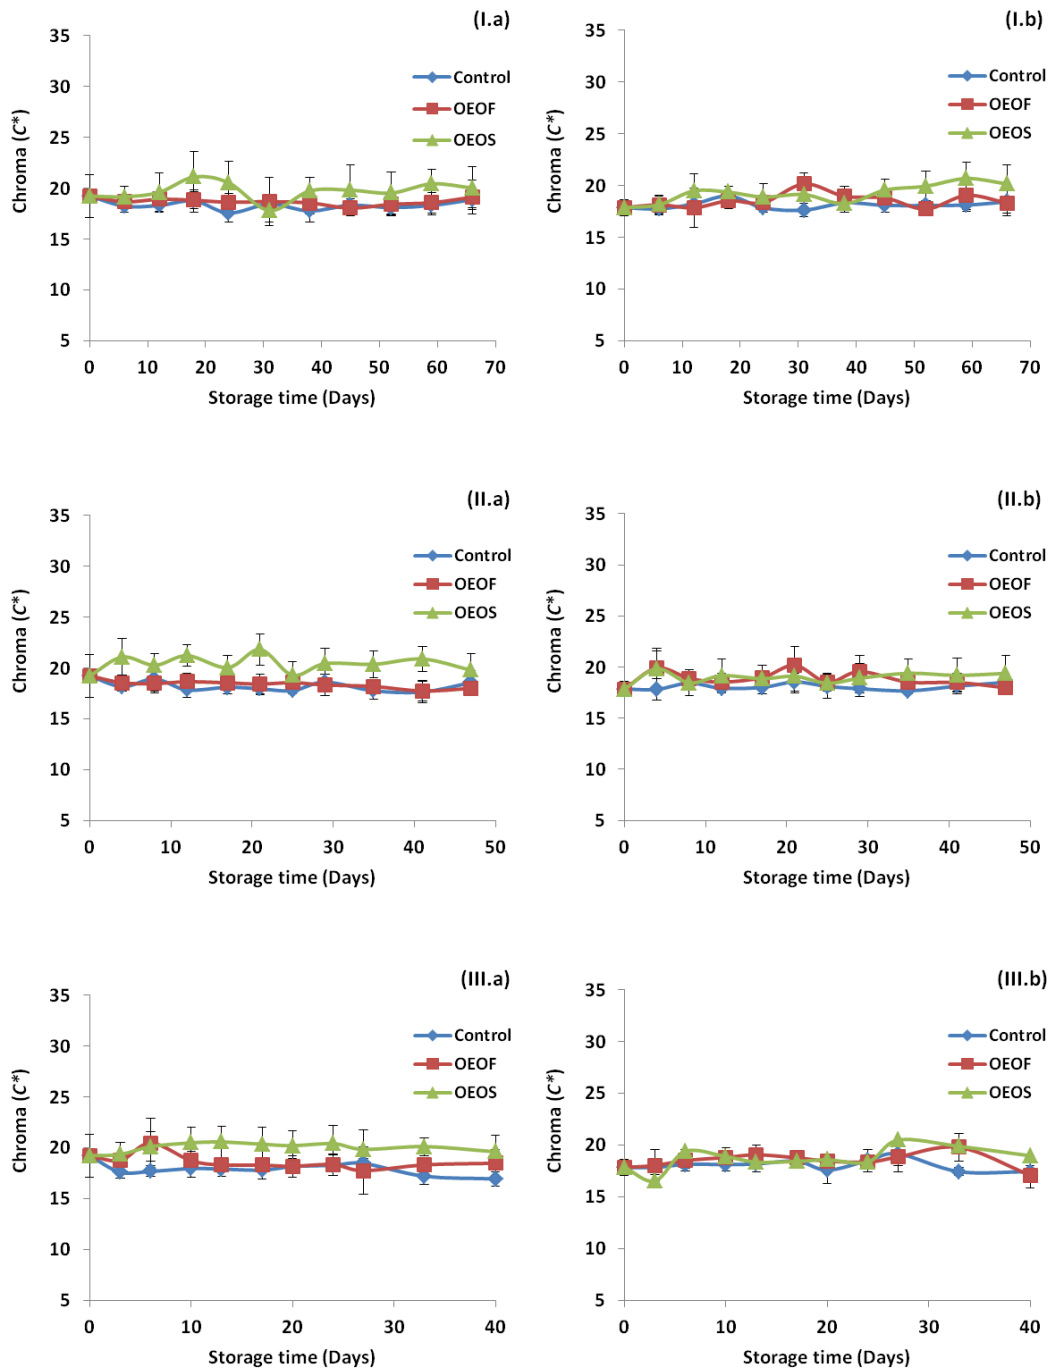 (I.a)
35
30
25
20
15
10
5
Chroma (C*)
Control
OEOF
OEOS
0 10 20 30 40 50 60 70
Storage time (Days)
(I.b)
35
30
25
20
15
10
5
Chroma (C*)
Control
OEOF
OEOS
0 10 20 30 40 50 60 70
Storage time (Days)
(II.a)
35
30
25
20
15
10
5
Chroma (C*)
Control
OEOF
OEOS
0 10 20 30 40 50
Storage time (Days)
(II.b)
35
30
25
20
15
10
5
Chroma (C*)
Control
OEOF
OEOS
0 10 20 30 40 50
Storage time (Days)
(III.a)
35
30
25
20
15
10
5
Chroma (C*)
Control
OEOF
OEOS
0 10 20 30 40
Storage time (Days)
(III.b)
35
30
25
20
15
10
5
Chroma (C*)
Control
OEOF
OEOS
0 10 20 30 40
Storage time (Days)